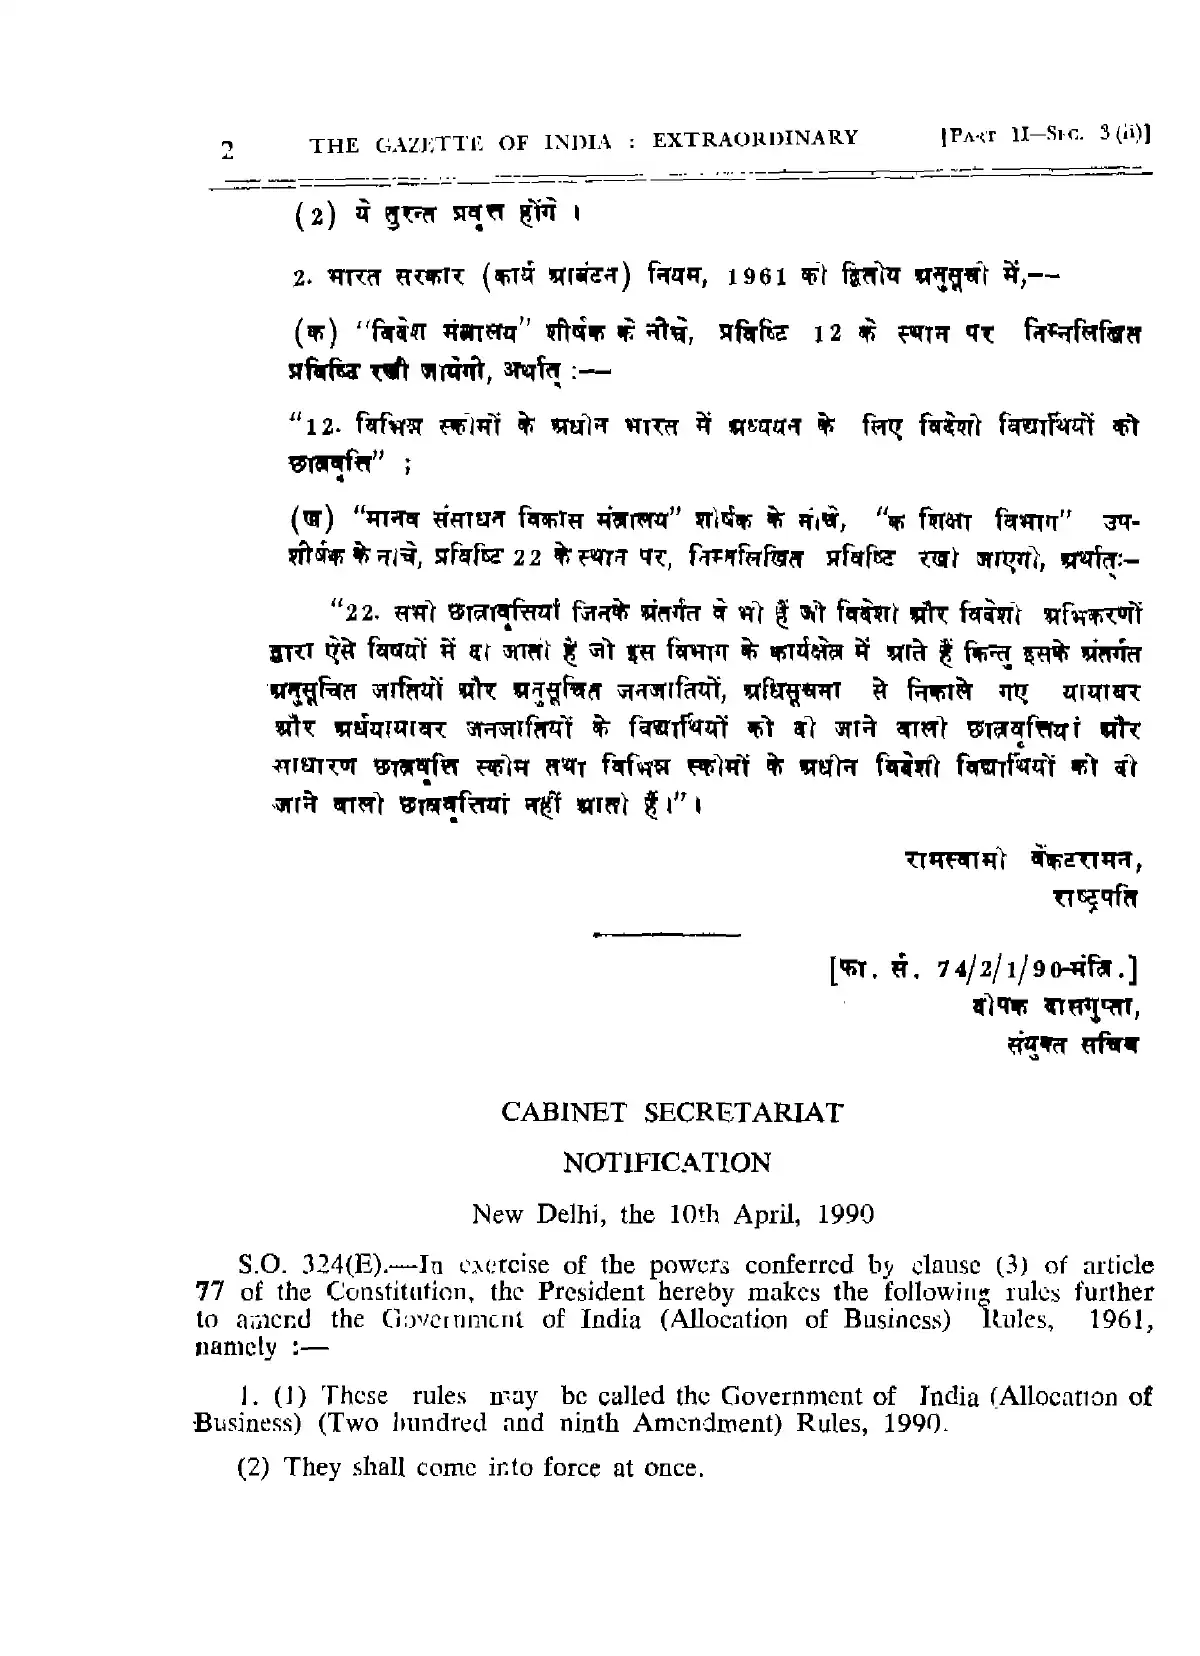 2 THE GAZETTE OF INDIA : EXTRAORDINARY [PART II—SEC. 3(ii)]
(2) ये तुरन्त प्रवृत्त होंगे ।
2. भारत सरकार (कार्य आबंटन) नियम, 1961 की द्वितीय अनुसूची में,--
(क) "विदेश मंत्रालय" शीर्षक के नीचे, प्रविष्टि 12 के स्थान पर निम्नलिखित
प्रविष्टि रखी जायेगी, अर्थात् :—
"12. विभिन्न स्कीमों के अधीन भारत में अध्ययन के लिए विदेशी विद्यार्थियों को
छात्रवृत्ति" ;
(ख) "मानव संसाधन विकास मंत्रालय" शीर्षक के नीचे, "क शिक्षा विभाग" उप-
शीर्षक के नीचे, प्रविष्टि 22 के स्थान पर, निम्नलिखित प्रविष्टि रखी जाएगी, अर्थात्:-
"22. सभी छात्रवृत्तियां जिनके अंतर्गत वे भी हैं जो विदेशों और विदेशी अभिकरणों
द्वारा ऐसे विषयों में दी जाती हैं जो इस विभाग के कार्यक्षेत्र में आते हैं किन्तु इसके अंतर्गत
अनुसूचित जातियों और अनुसूचित जनजातियों, अधिसूचना से निकाले गए यायावर
और अर्धयायावर जनजातियों के विद्यार्थियों को दी जाने वाली छात्रवृत्तियां और
साधारण छात्रवृत्ति स्कीम तथा विभिन्न स्कीमों के अधीन विदेशी विद्यार्थियों को दी
जाने वाली छात्रवृत्तियां नहीं आती हैं।"।
रामस्वामी वेंकटरामन,
राष्ट्रपति
[फा. सं. 74/2/1/90-मंत्रि.]
दीपक दासगुप्ता,
संयुक्त सचिव
CABINET SECRETARIAT
NOTIFICATION
New Delhi, the 10th April, 1990
S.O. 324(E).—In exercise of the powers conferred by clause (3) of article
77 of the Constitution, the President hereby makes the following rules further
to amend the Government of India (Allocation of Business) Rules, 1961,
namely :—
1. (1) These rules may be called the Government of India (Allocation of
Business) (Two hundred and ninth Amendment) Rules, 1990.
(2) They shall come into force at once.